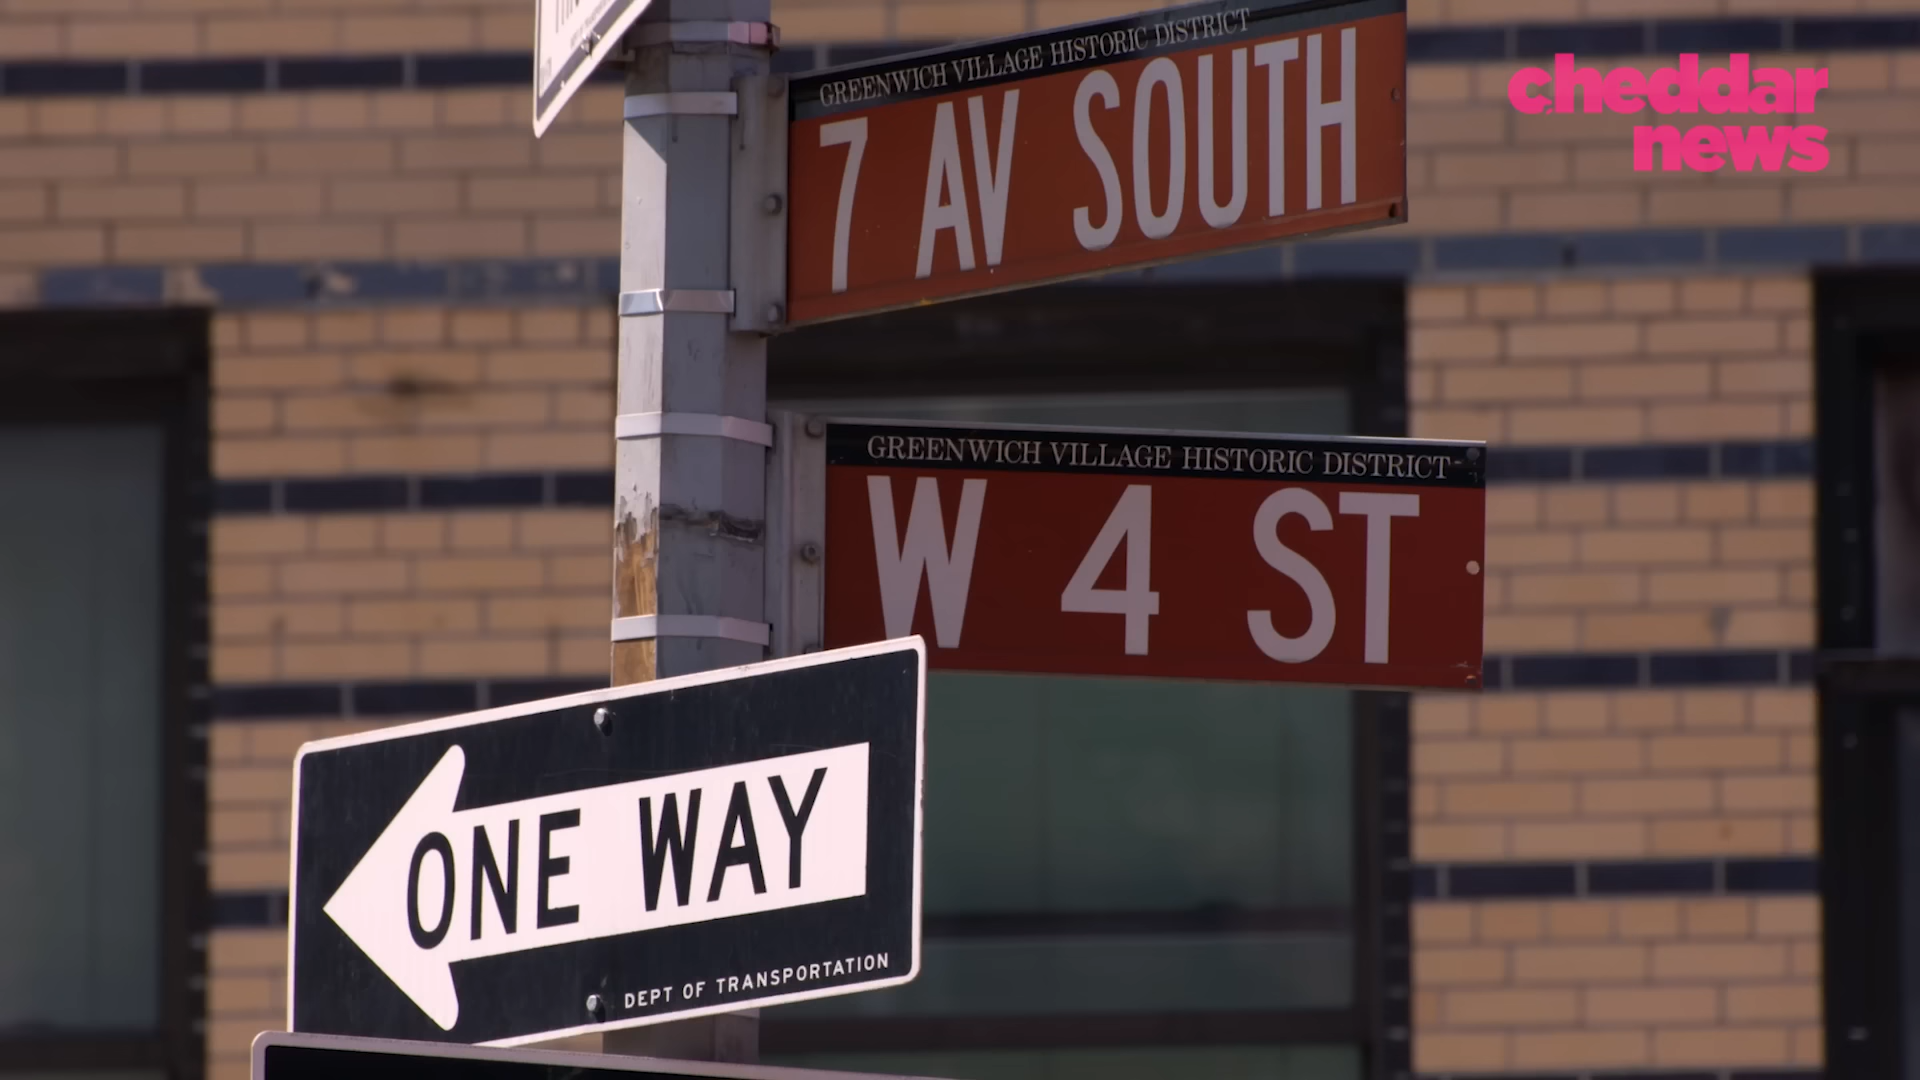 GREENWICH VILLAGE HISTORIC DISTRICT
7 AV SOUTH
cheddar
news
GREENWICH VILLAGE HISTORIC DISTRICT
W 4 ST
ONE WAY
DEPT OF TRANSPORTATION